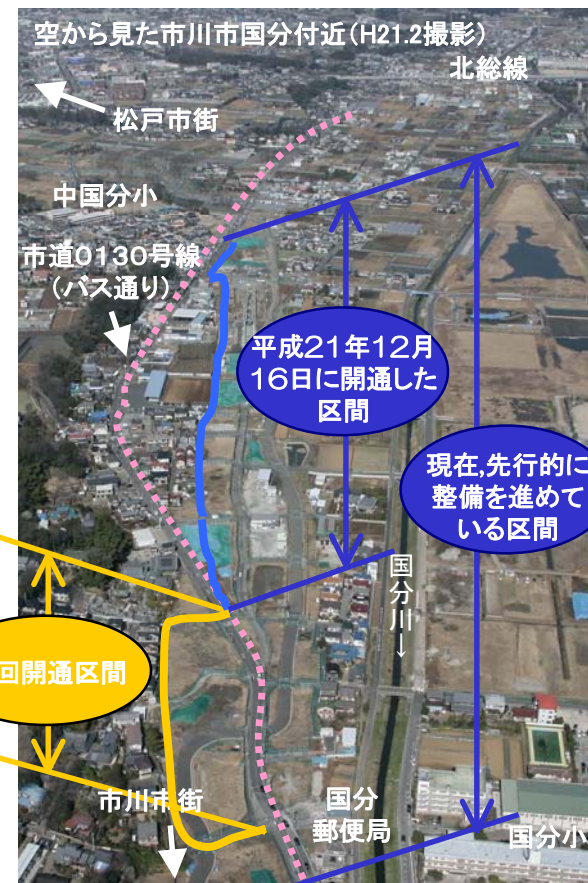 空から見た市川市国分付近(H21.2撮影)
北総線
松戸市街
中国分小
市道0130号線
(バス通り)
平成21年12月
16日に開通した
区間
現在,先行的に
整備を進めて
いる区間
国分川→
回開通区間
市川市街
国分
郵便局
国分小